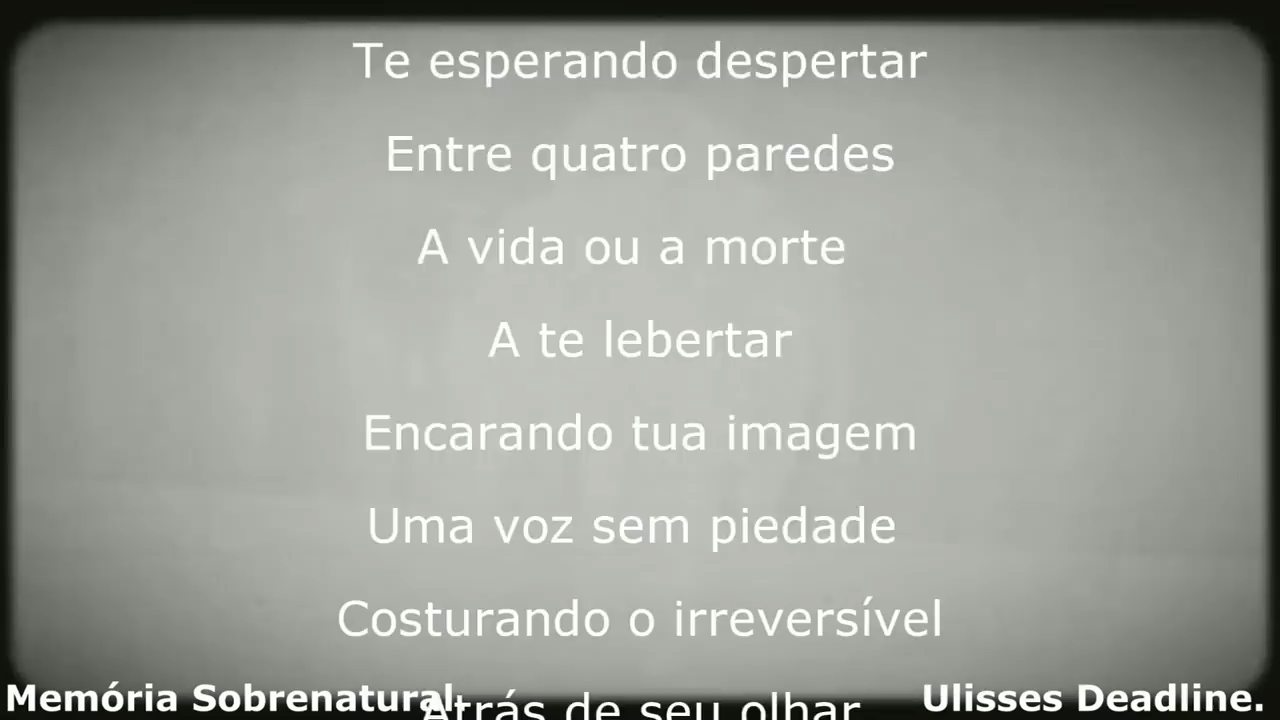 Te esperando despertar
Entre quatro paredes
A vida ou a morte
A te lebertar
Encarando tua imagem
Uma voz sem piedade
Costurando o irreversível
Atrás de seu olhar
Memória Sobrenatural.
Ulisses Deadline.